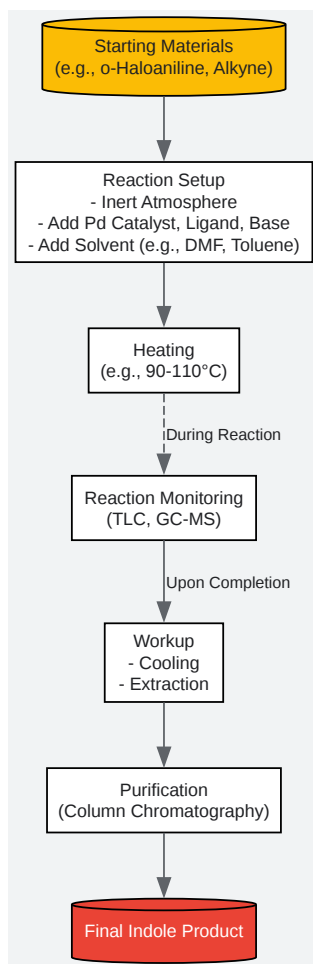 Starting Materials
(e.g., o-Haloaniline, Alkyne)
Reaction Setup
- Inert Atmosphere
- Add Pd Catalyst, Ligand, Base
- Add Solvent (e.g., DMF, Toluene)
Heating
(e.g., 90-110°C)
During Reaction
Reaction Monitoring
(TLC, GC-MS)
Upon Completion
Workup
- Cooling
- Extraction
Purification
(Column Chromatography)
Final Indole Product